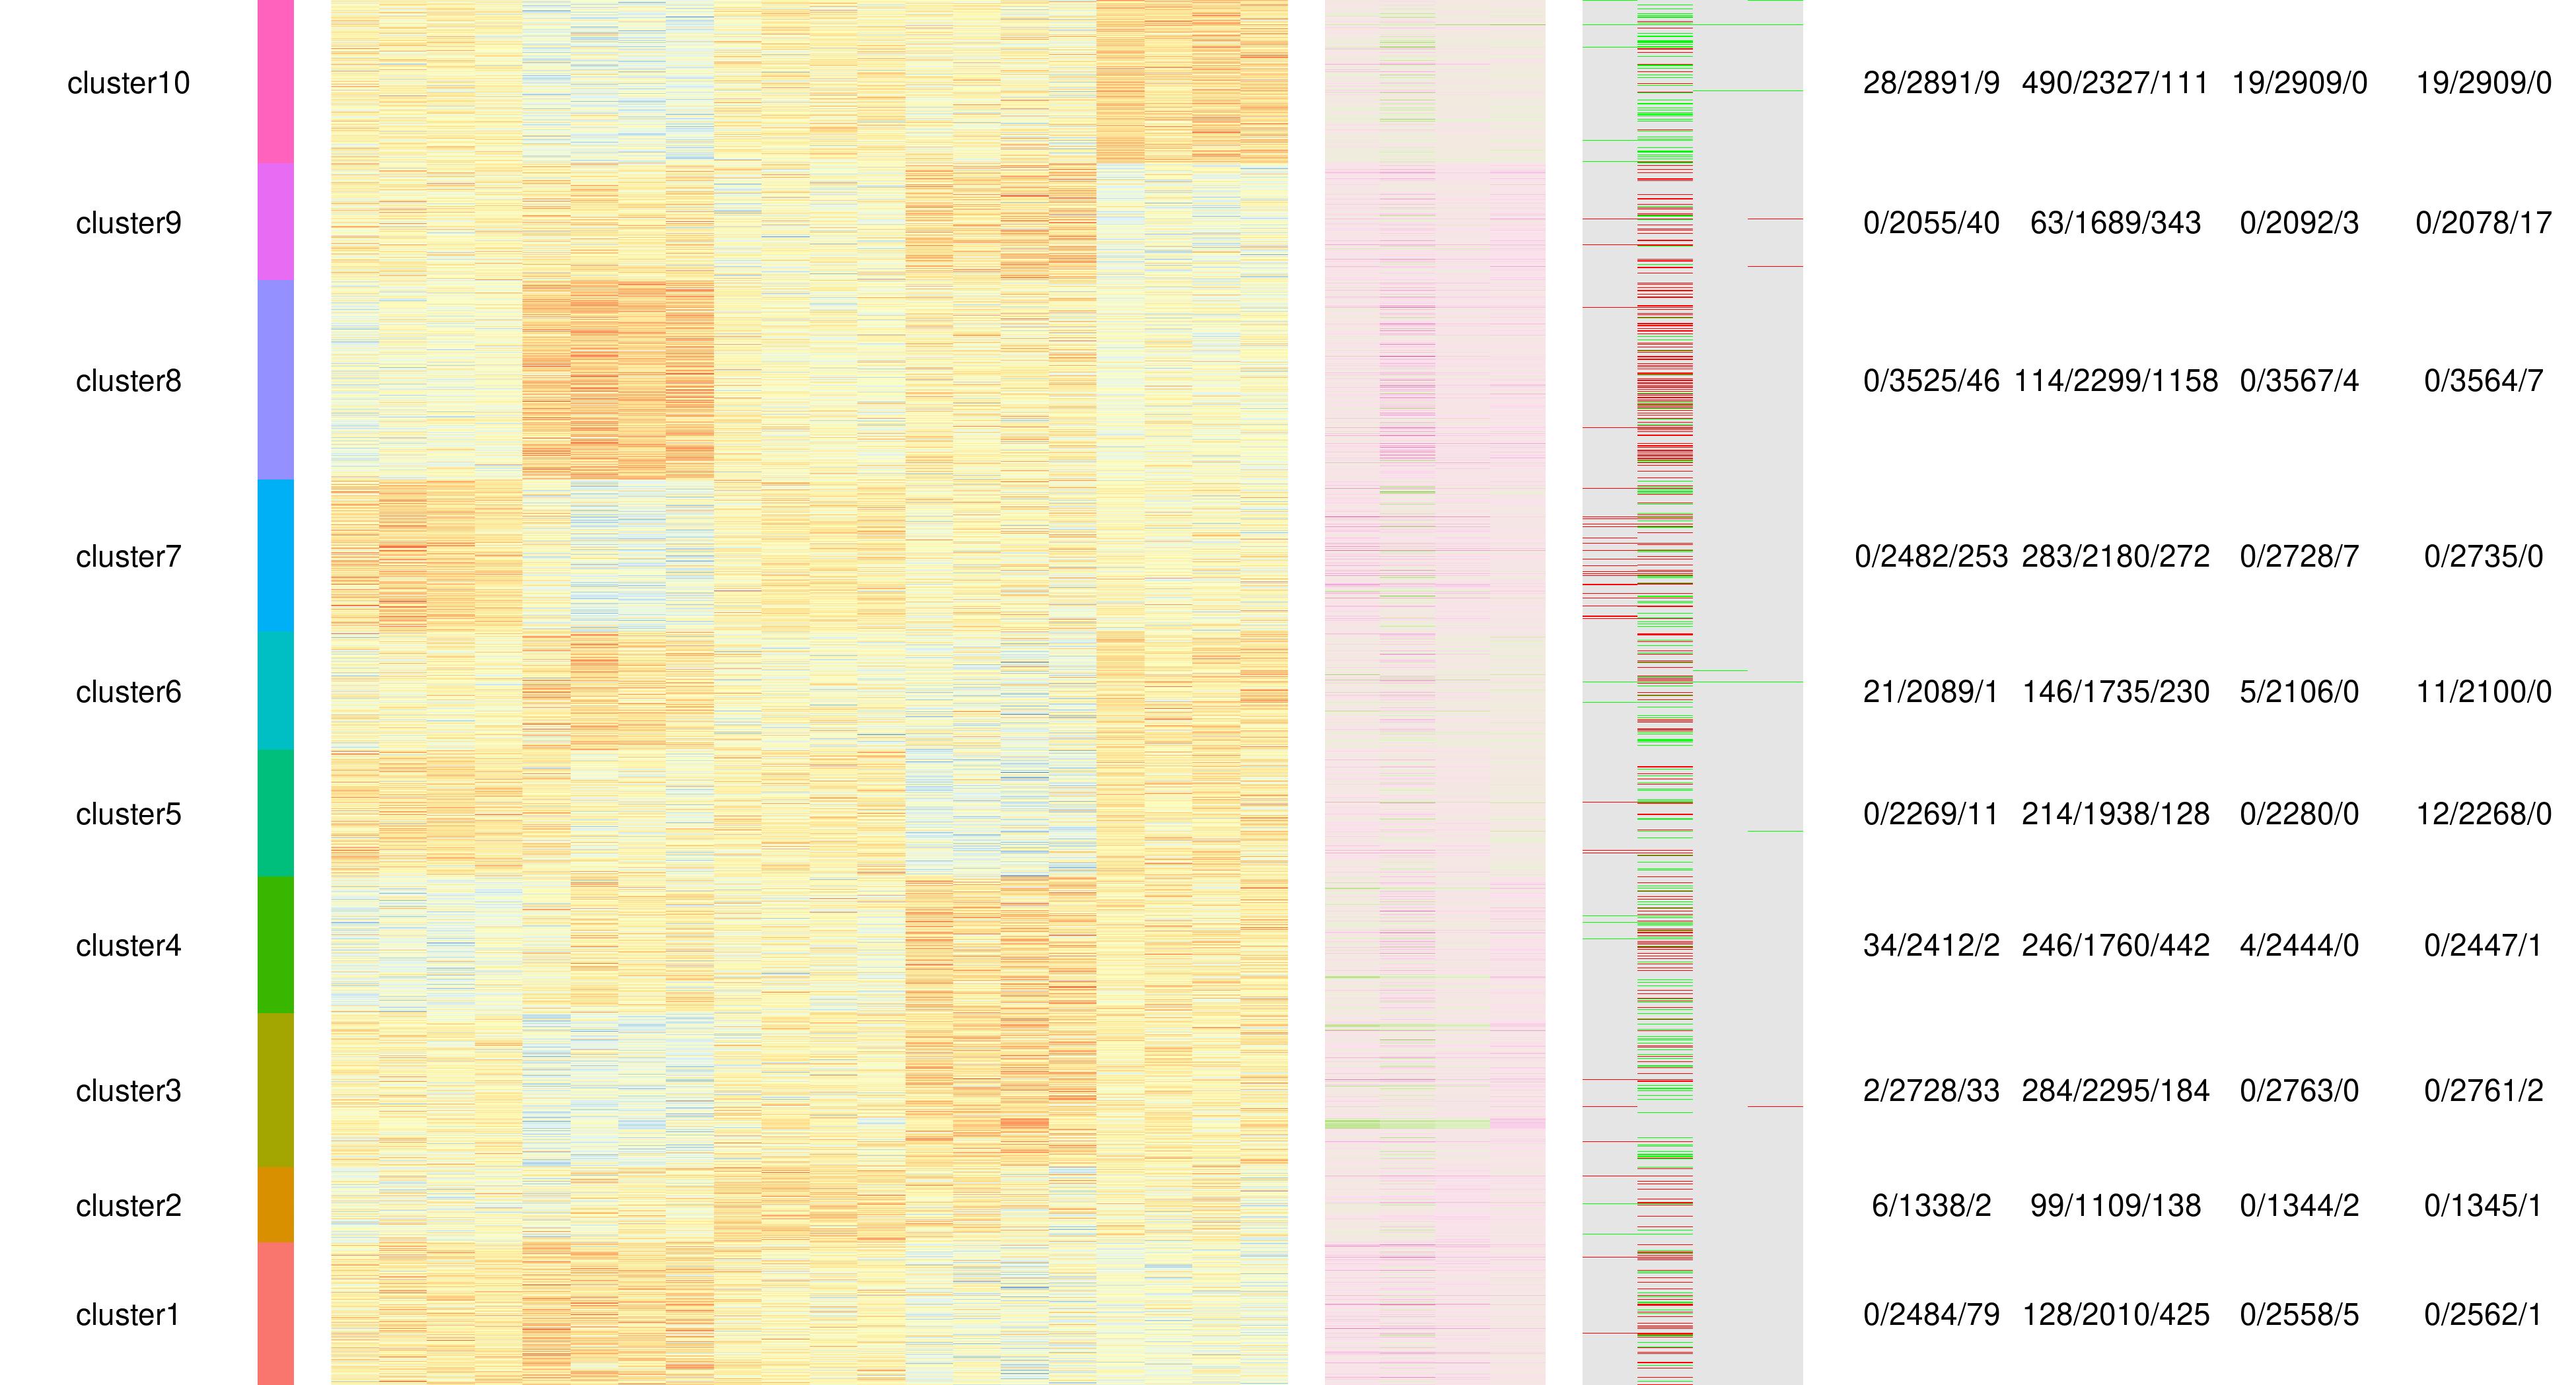 cluster10 28/2891/9 490/2327/111 19/2909/0 19/2909/0
cluster9 0/2055/40 63/1689/343 0/2092/3 0/2078/17
cluster8 0/3525/46 114/2299/1158 0/3567/4 0/3564/7
cluster7 0/2482/253 283/2180/272 0/2728/7 0/2735/0
cluster6 21/2089/1 146/1735/230 5/2106/0 11/2100/0
cluster5 0/2269/11 214/1938/128 0/2280/0 12/2268/0
cluster4 34/2412/2 246/1760/442 4/2444/0 0/2447/1
cluster3 2/2728/33 284/2295/184 0/2763/0 0/2761/2
cluster2 6/1338/2 99/1109/138 0/1344/2 0/1345/1
cluster1 0/2484/79 128/2010/425 0/2558/5 0/2562/1